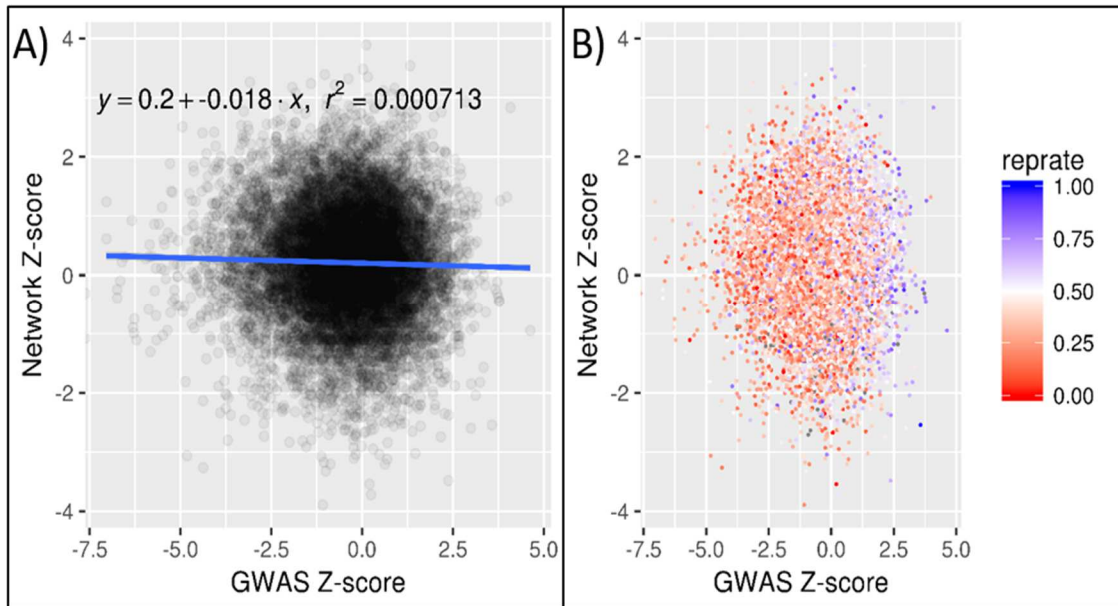 A)
y = 0.2 + -0.018 · x, r² = 0.000713
4
2
0
-2
-4
Network Z-score
-7.5 -5.0 -2.5 0.0 2.5 5.0
GWAS Z-score
B)
4
2
0
-2
-4
Network Z-score
-7.5 -5.0 -2.5 0.0 2.5 5.0
GWAS Z-score
reprate
1.00
0.75
0.50
0.25
0.00